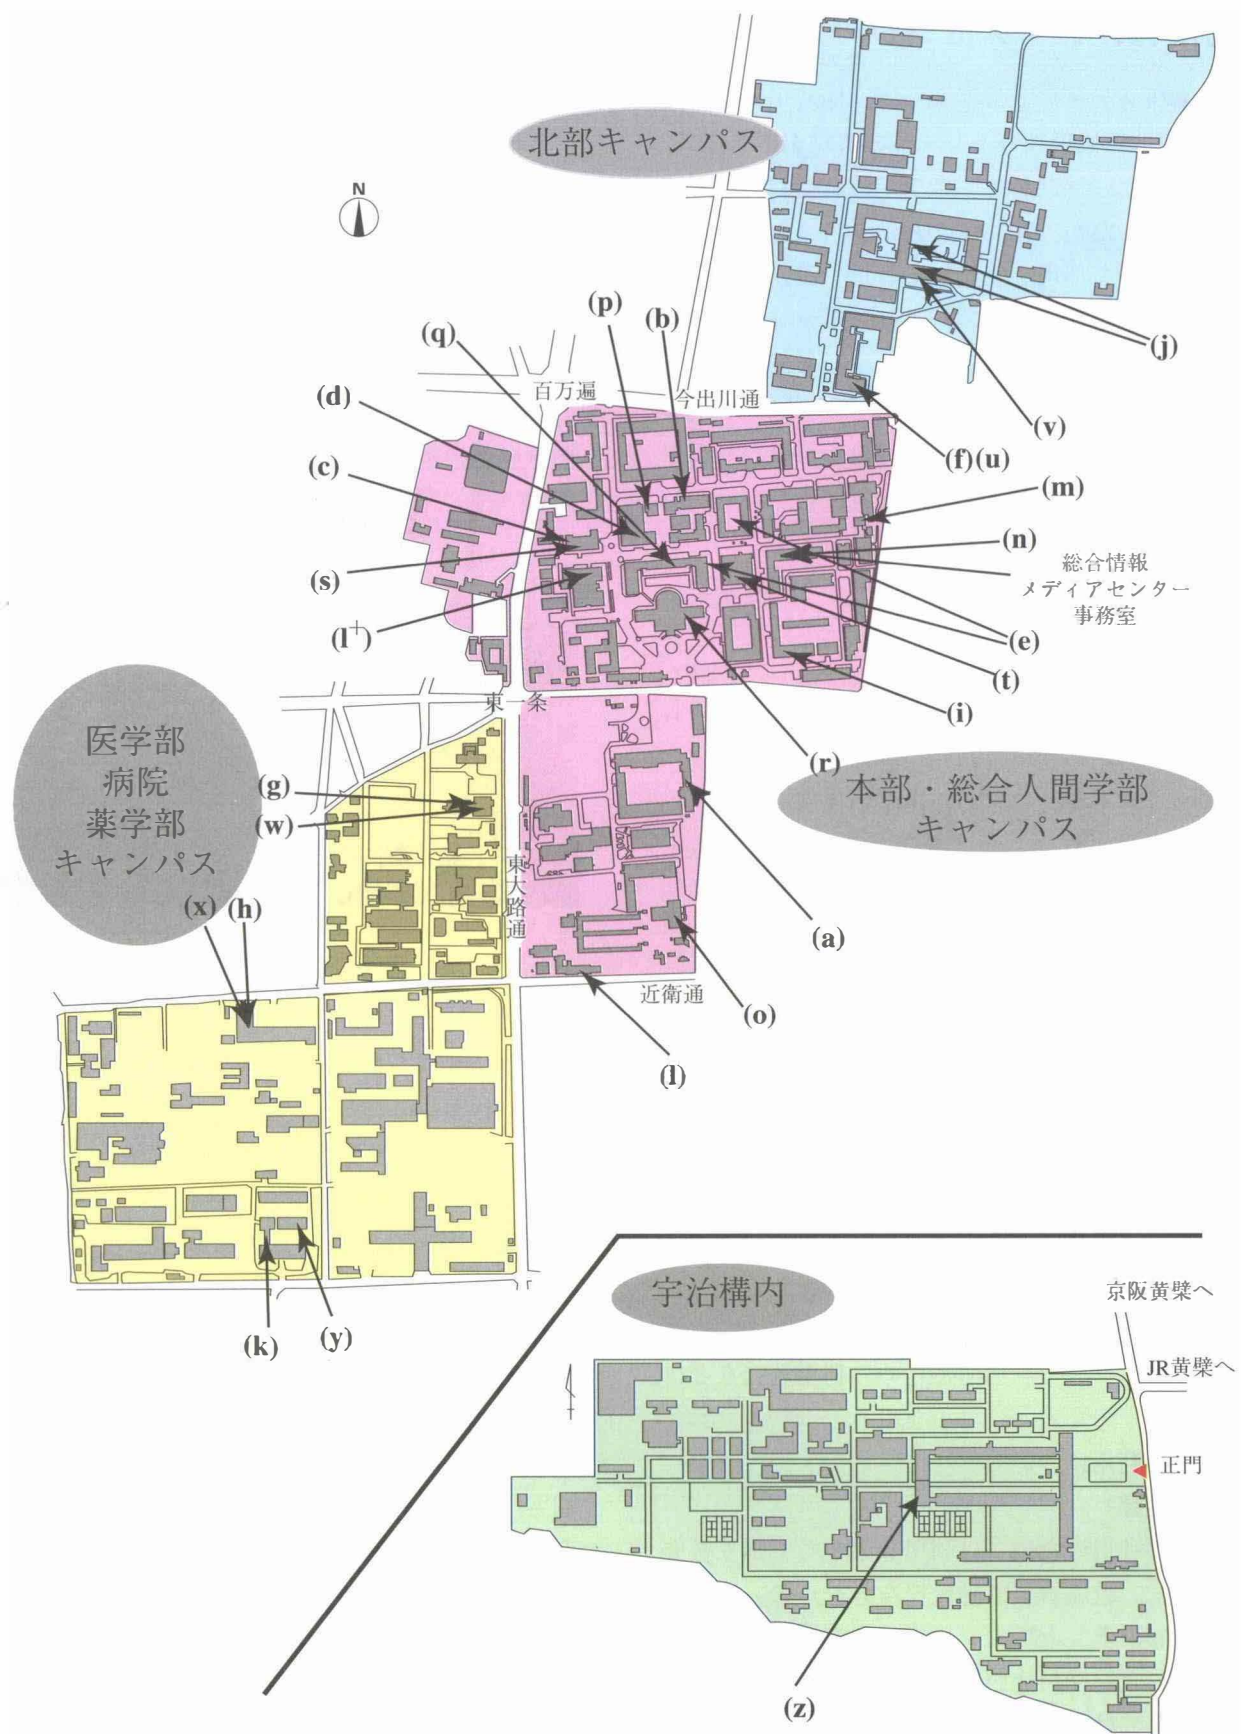 北部キャンパス
N
(p)
(b)
(q)
(j)
百万遍
今出川通
(d)
(v)
(f)(u)
(c)
(m)
(n)
総合情報
メディアセンター
事務室
(s)
(l+)
(e)
(t)
(i)
東一条
医学部
病院
薬学部
キャンパス
(r)
(g)
(w)
本部・総合人間学部
キャンパス
東大路通
(x)
(h)
(a)
近衛通
(o)
(l)
宇治構内
京阪黄檗へ
(k)
(y)
JR黄檗へ
正門
(z)